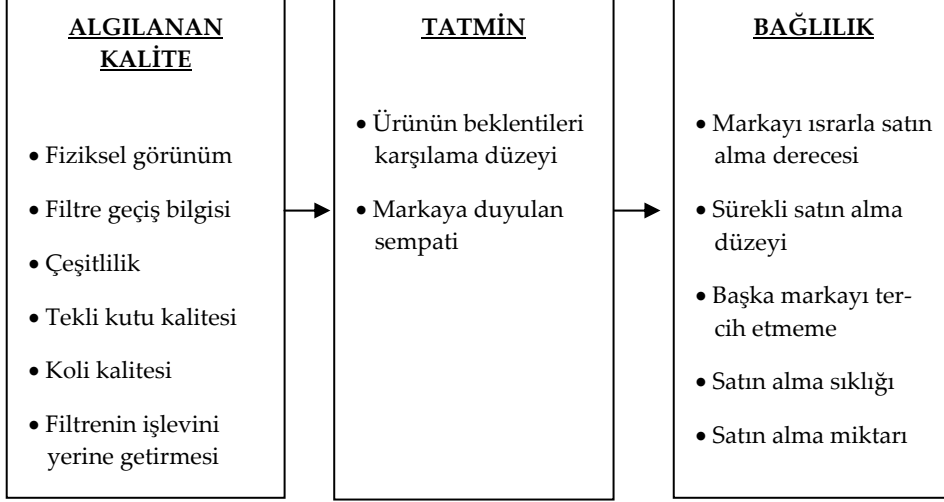 ALGILANAN
KALİTE
• Fiziksel görünüm
• Filtre geçiş bilgisi
• Çeşitlilik
• Tekli kutu kalitesi
• Koli kalitesi
• Filtrenin işlevini
yerine getirmesi
TATMİN
• Ürünün beklentileri
karşılama düzeyi
• Markaya duyulan
sempati
BAĞLILIK
• Markayı ısrarla satın
alma derecesi
• Sürekli satın alma
düzeyi
• Başka markayı ter-
cih etmeme
• Satın alma sıklığı
• Satın alma miktarı